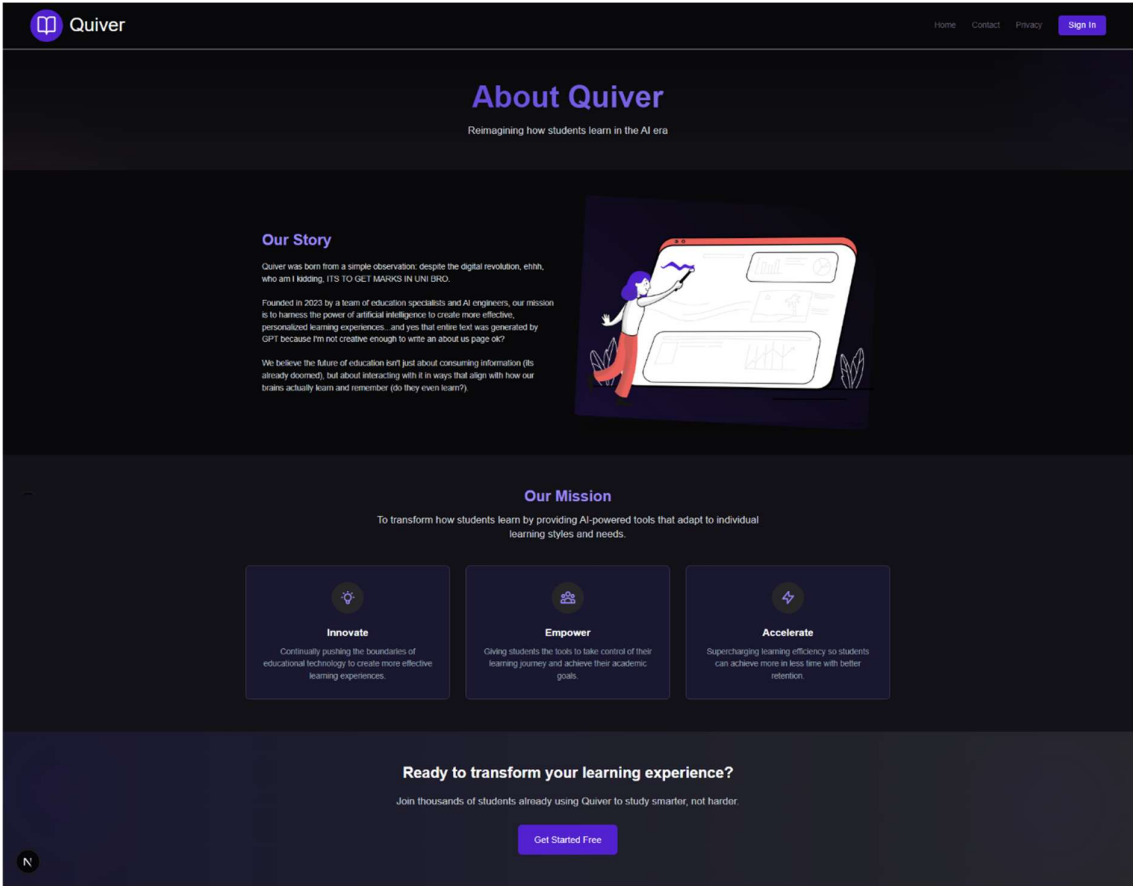 Quiver
Home Contact Privacy Sign In
About Quiver
Reimagining how students learn in the AI era
Our Story
Quiver was born from a simple observation: despite the digital revolution, ehhh,
who am I kidding, ITS TO GET MARKS IN UNI BRO.
Founded in 2023 by a team of education specialists and AI engineers, our mission
is to harness the power of artificial intelligence to create more effective,
personalized learning experiences...and yes that entire text was generated by
GPT because I'm not creative enough to write an about us page ok?
We believe the future of education isn't just about consuming information (its
already doomed), but about interacting with it in ways that align with how our
brains actually learn and remember (do they even learn?).
Our Mission
To transform how students learn by providing AI-powered tools that adapt to individual
learning styles and needs.
Innovate
Continually pushing the boundaries of
educational technology to create more effective
learning experiences.
Empower
Giving students the tools to take control of their
learning journey and achieve their academic
goals.
Accelerate
Supercharging learning efficiency so students
can achieve more in less time with better
retention.
Ready to transform your learning experience?
Join thousands of students already using Quiver to study smarter, not harder.
Get Started Free
N